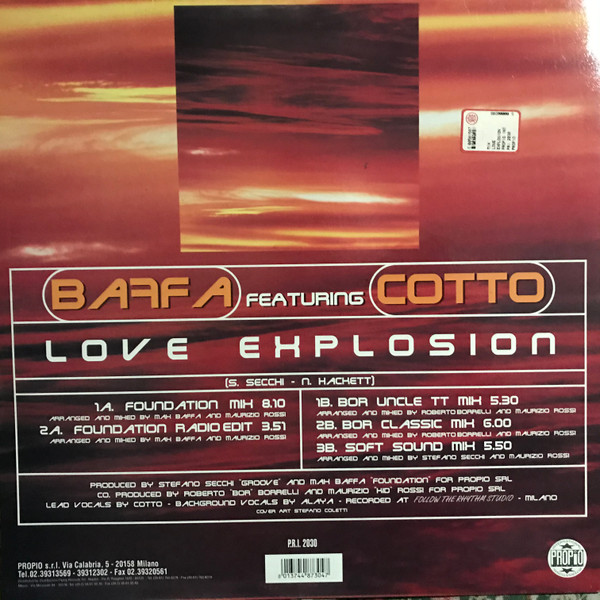 BAFFA FEATURING COTTO
LOVE EXPLOSION
(S. SECCHI - N. HACKETT)
1A. FOUNDATION MIX 8.10
ARRANGED AND MIXED BY MAX BAFFA AND MAURIZIO ROSSI
2A. FOUNDATION RADIO EDIT 3.51
ARRANGED AND MIXED BY MAX BAFFA AND MAURIZIO ROSSI
1B. BOR UNCLE TT MIX 5.30
ARRANGED AND MIXED BY ROBERTO BORRELLI AND MAURIZIO ROSSI
2B. BOR CLASSIC MIX 6.00
ARRANGED AND MIXED BY ROBERTO BORRELLI AND MAURIZIO ROSSI
3B. SOFT SOUND MIX 5.50
ARRANGED AND MIXED BY STEFANO SECCHI AND MAURIZIO ROSSI
PRODUCED BY STEFANO SECCHI "GROOVE" AND MAX BAFFA "FOUNDATION" FOR PROPIO SRL
CO. PRODUCED BY ROBERTO "BOR" BORRELLI AND MAURIZIO "KID" ROSSI FOR PROPIO SRL
LEAD VOCALS BY COTTO - BACKGROUND VOCALS BY ALAYA - RECORDED AT FOLLOW THE RHYTHM STUDIO - MILANO
COVER ART STEFANO COLETTI
P.R.I. 2030
PROPIO s.r.l. Via Calabria, 5 - 20158 Milano
Tel.02.39313569 - 39312302 - Fax 02.39320561
8 013744 873047
PROPIO